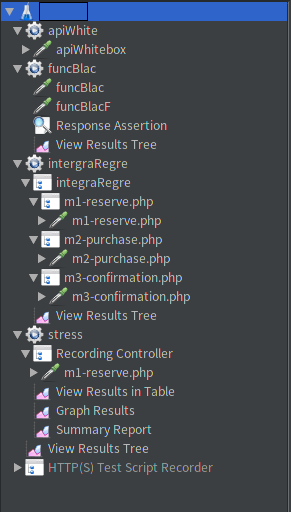 apiWhite
apiWhitebox
funcBlac
funcBlac
funcBlacF
Response Assertion
View Results Tree
intergraRegre
integraRegre
m1-reserve.php
m1-reserve.php
m2-purchase.php
m2-purchase.php
m3-confirmation.php
m3-confirmation.php
View Results Tree
stress
Recording Controller
m1-reserve.php
View Results in Table
Graph Results
Summary Report
View Results Tree
HTTP(S) Test Script Recorder